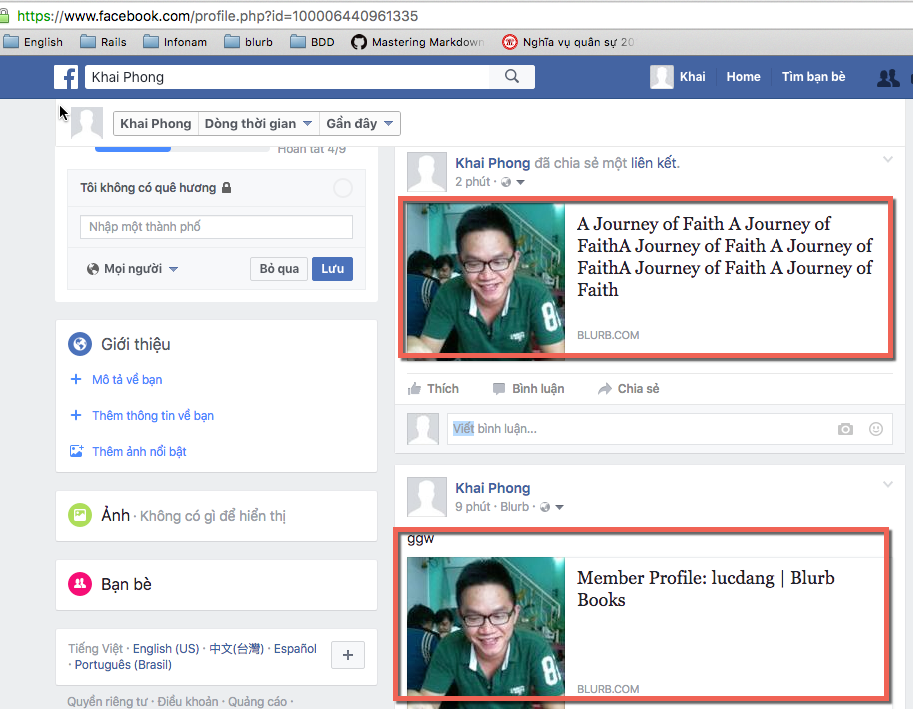 https://www.facebook.com/profile.php?id=100006440961335
English Rails Infonam blurb BDD Mastering Markdown Nghĩa vụ quân sự 20
Khai Phong
Khai Home Tìm bạn bè
Khai Phong Dòng thời gian Gần đây
Hoàn tất 4/9
Tôi không có quê hương
Nhập một thành phố
Mọi người Bỏ qua Lưu
Giới thiệu
+ Mô tả về bạn
+ Thêm thông tin về bạn
Thêm ảnh nổi bật
Ảnh · Không có gì để hiển thị
Bạn bè
Tiếng Việt · English (US) · 中文(台灣) · Español
· Português (Brasil)
+
Quyền riêng tư · Điều khoản · Quảng cáo ·
Khai Phong đã chia sẻ một liên kết.
2 phút ·
A Journey of Faith A Journey of
FaithA Journey of Faith A Journey of
FaithA Journey of Faith A Journey of
Faith
BLURB.COM
Thích Bình luận Chia sẻ
Viết bình luận...
Khai Phong
9 phút · Blurb ·
ggw
Member Profile: lucdang | Blurb
Books
BLURB.COM